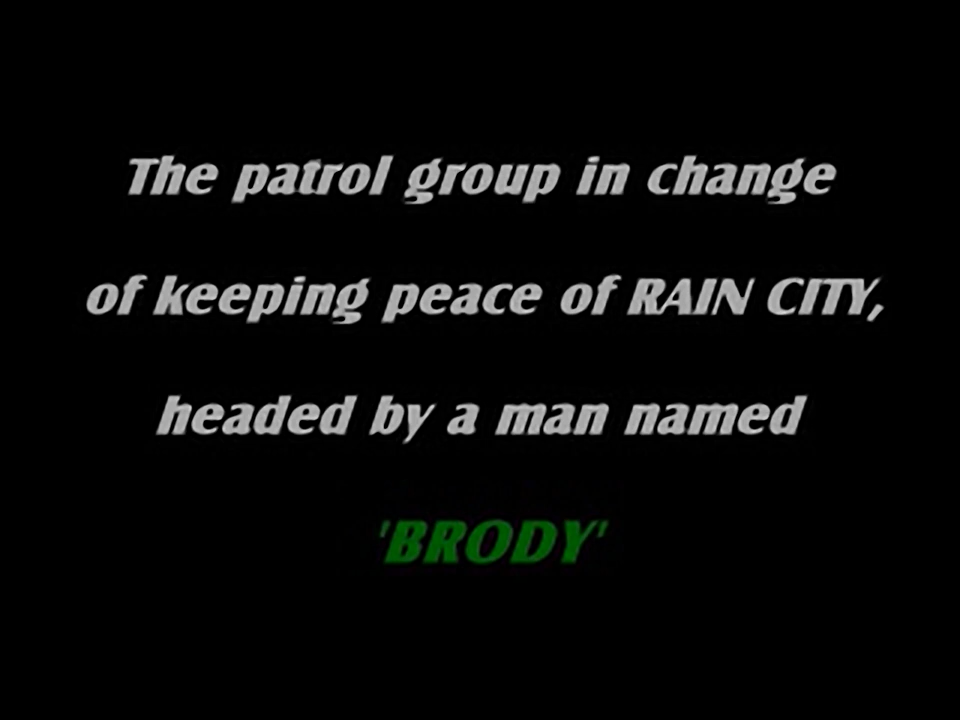 The patrol group in change
of keeping peace of RAIN CITY,
headed by a man named
'BRODY'